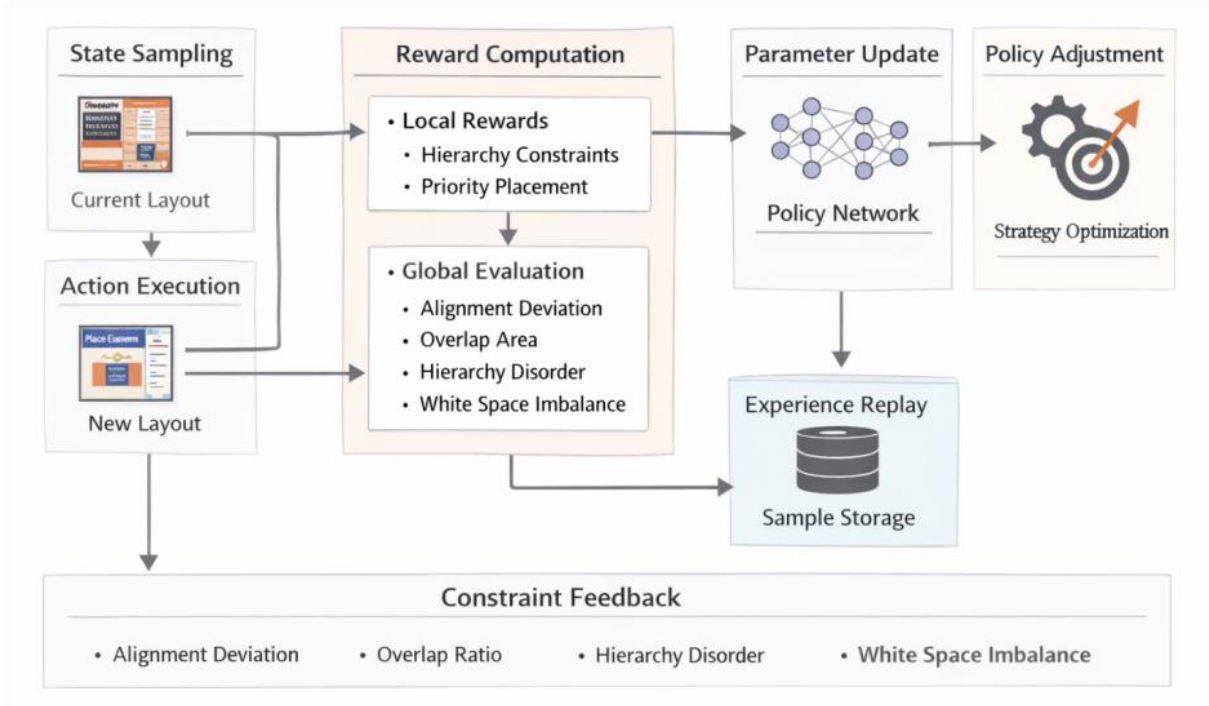 State Sampling
Current Layout
Action Execution
Place
New Layout
Reward Computation
• Local Rewards
• Hierarchy Constraints
• Priority Placement
• Global Evaluation
• Alignment Deviation
• Overlap Area
• Hierarchy Disorder
• White Space Imbalance
Parameter Update
Policy Network
Policy Adjustment
Strategy Optimization
Experience Replay
Sample Storage
Constraint Feedback
• Alignment Deviation
• Overlap Ratio
• Hierarchy Disorder
• White Space Imbalance